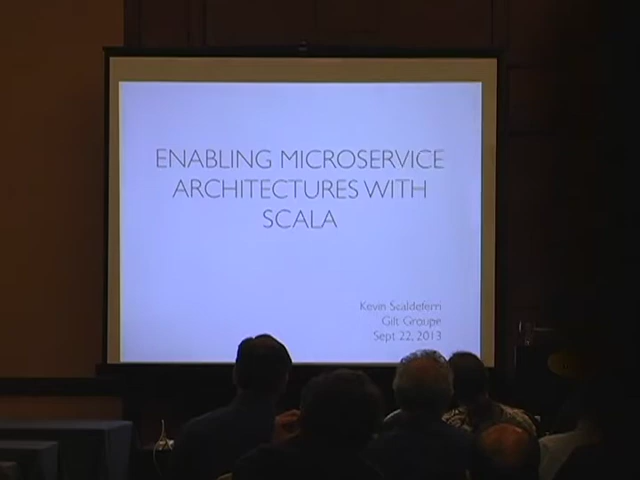 ENABLING MICROSERVICE
ARCHITECTURES WITH
SCALA
Kevin Scaldeferri
Gilt Groupe
Sept 22, 2013